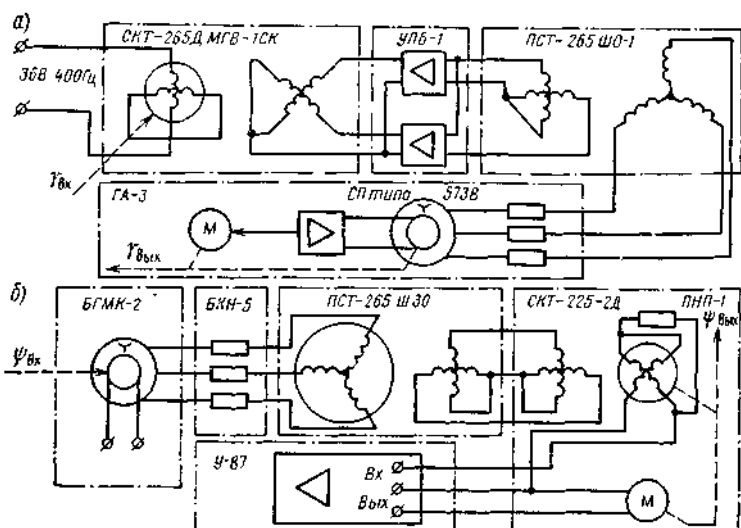 а)
СКТ-265Д
МГВ-1СК
УПБ-1
ПСТ-265 ШО-1
36В 400Гц
γвх
ГА-3
СП типа 573В
М
γвых
б)
БГМК-2
БКН-5
ПСТ-265 ШЗО
СКТ-225-2Д
ПНП-1
ψвх
ψвых
У-87
Вх
Вых
М